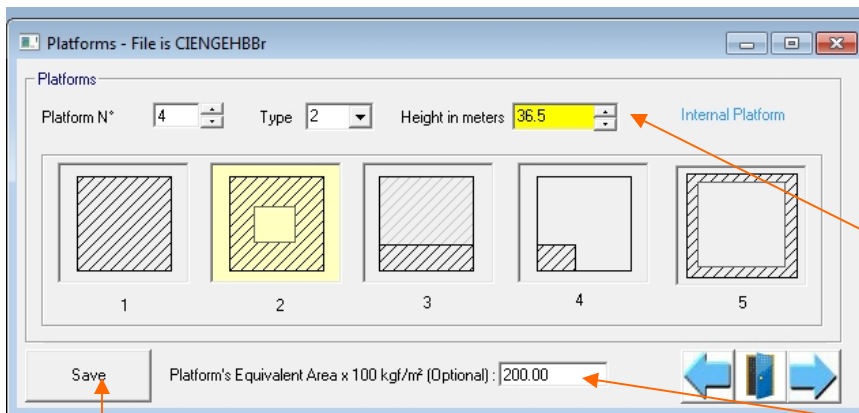 Platforms - File is CIENGEHBBr
Platforms
Platform N° 4 Type 2 Height in meters 36.5 Internal Platform
1 2 3 4 5
Save Platform's Equivalent Area x 100 kgf/m² (Optional) : 200.00